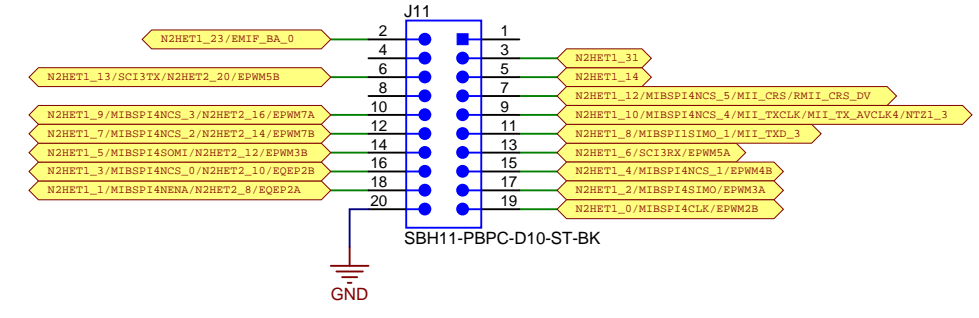 J11
N2HET1_23/EMIF_BA_0 2 1
4 3 N2HET1_31
N2HET1_13/SCI3TX/N2HET2_20/EPWM5B 6 5 N2HET1_14
8 7 N2HET1_12/MIBSPI4NCS_5/MII_CRS/RMII_CRS_DV
N2HET1_9/MIBSPI4NCS_3/N2HET2_16/EPWM7A 10 9 N2HET1_10/MIBSPI4NCS_4/MII_TXCLK/MII_TX_AVCLK4/NTZ1_3
N2HET1_7/MIBSPI4NCS_2/N2HET2_14/EPWM7B 12 11 N2HET1_8/MIBSPI1SIMO_1/MII_TXD_3
N2HET1_5/MIBSPI4SOMI/N2HET2_12/EPWM3B 14 13 N2HET1_6/SCI3RX/EPWM5A
N2HET1_3/MIBSPI4NCS_0/N2HET2_10/EQEP2B 16 15 N2HET1_4/MIBSPI4NCS_1/EPWM4B
N2HET1_1/MIBSPI4NENA/N2HET2_8/EQEP2A 18 17 N2HET1_2/MIBSPI4SIMO/EPWM3A
20 19 N2HET1_0/MIBSPI4CLK/EPWM2B
SBH11-PBPC-D10-ST-BK
GND